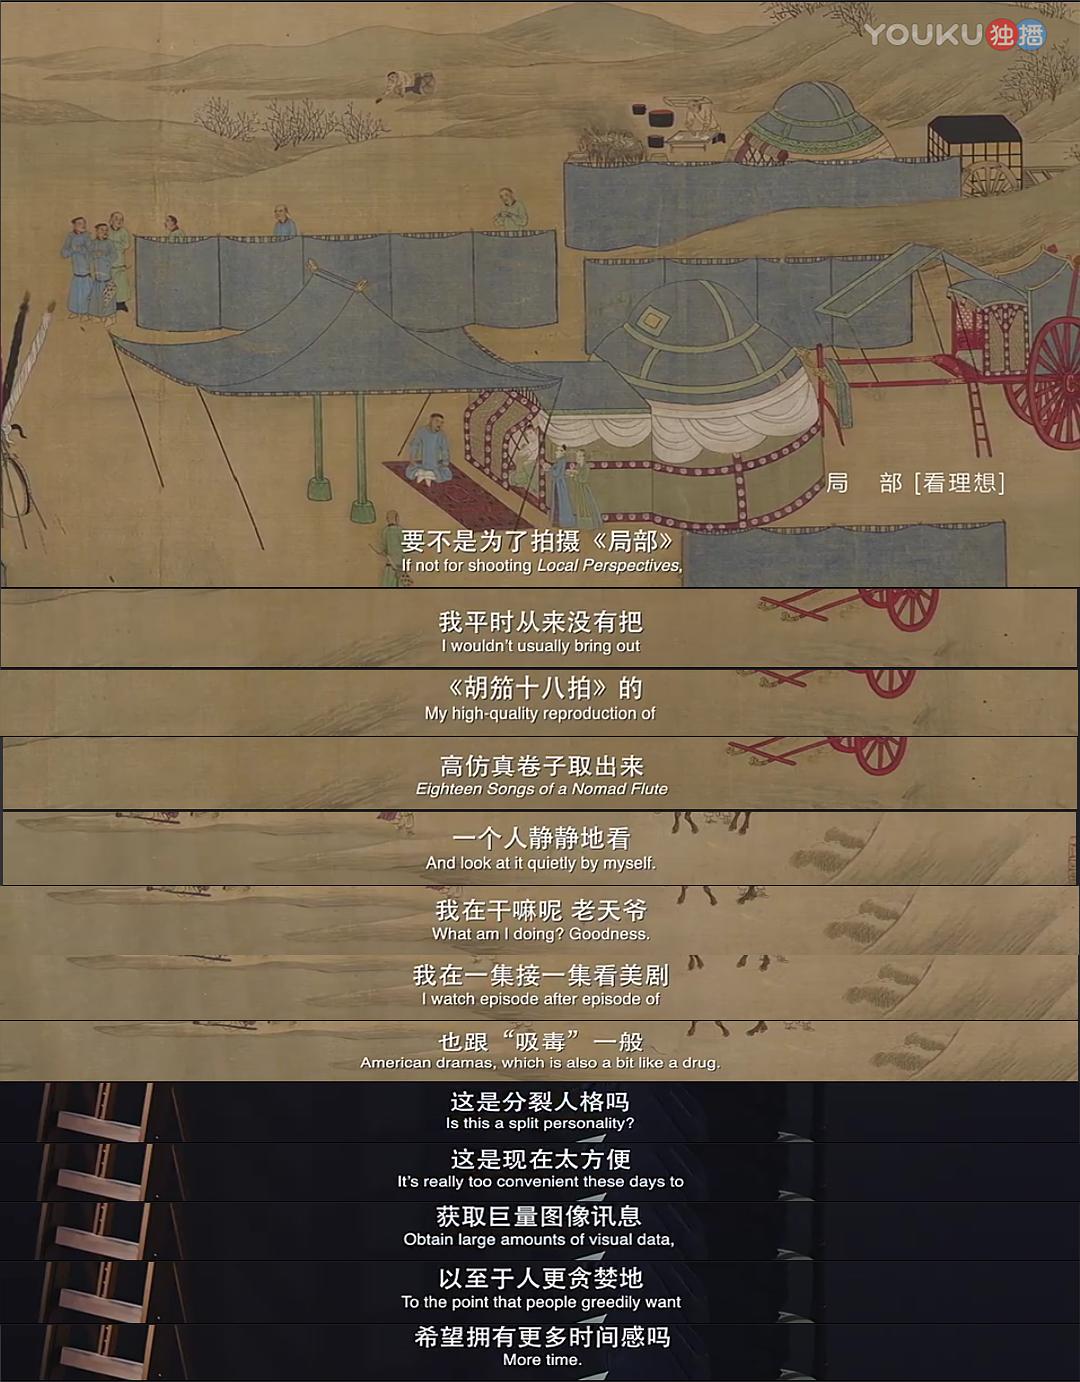 YOUKU 独播
局 部 [看理想]
要不是为了拍摄《局部》
If not for shooting Local Perspectives,
我平时从来没有把
I wouldn't usually bring out
《胡笳十八拍》的
My high-quality reproduction of
高仿真卷子取出来
Eighteen Songs of a Nomad Flute
一个人静静地看
And look at it quietly by myself.
我在干嘛呢 老天爷
What am I doing? Goodness.
我在一集接一集看美剧
I watch episode after episode of
也跟“吸毒”一般
American dramas, which is also a bit like a drug.
这是分裂人格吗
Is this a split personality?
这是现在太方便
It's really too convenient these days to
获取巨量图像讯息
Obtain large amounts of visual data,
以至于人更贪婪地
To the point that people greedily want
希望拥有更多时间感吗
More time.